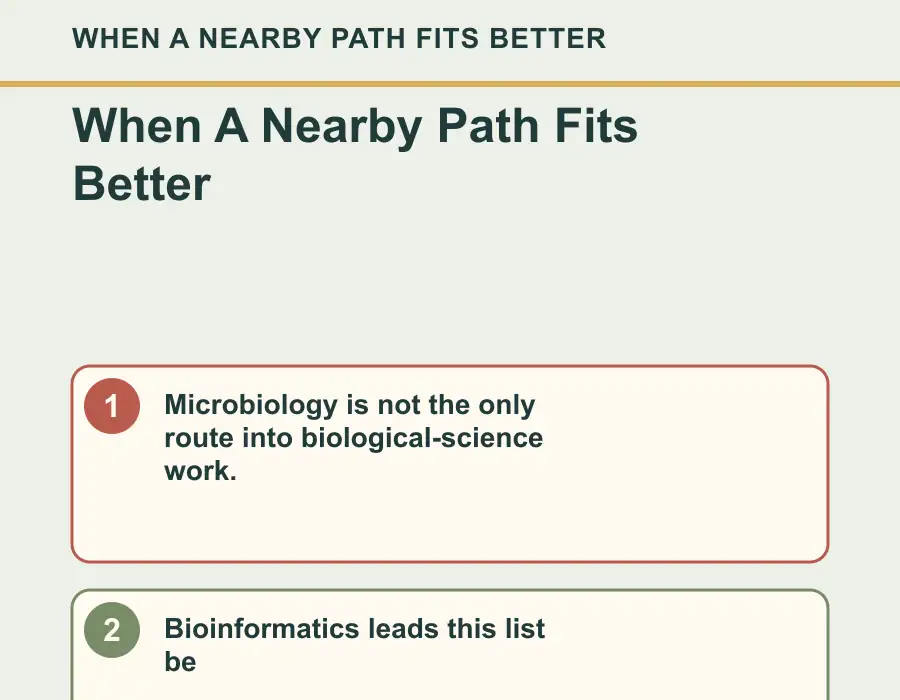 WHEN A NEARBY PATH FITS BETTER
When A Nearby Path Fits
Better
1
Microbiology is not the only
route into biological-science
work.
2
Bioinformatics leads this list
be